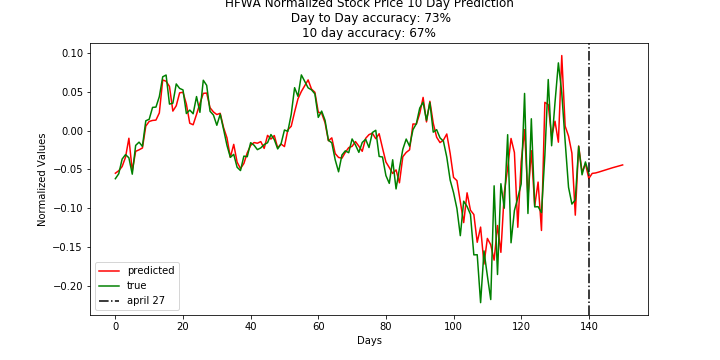 HFWA Normalized Stock Price 10 Day Prediction
Day to Day accuracy: 73%
10 day accuracy: 67%
Normalized Values
0.10
0.05
0.00
−0.05
−0.10
−0.15
−0.20
predicted
true
april 27
0 20 40 60 80 100 120 140
Days